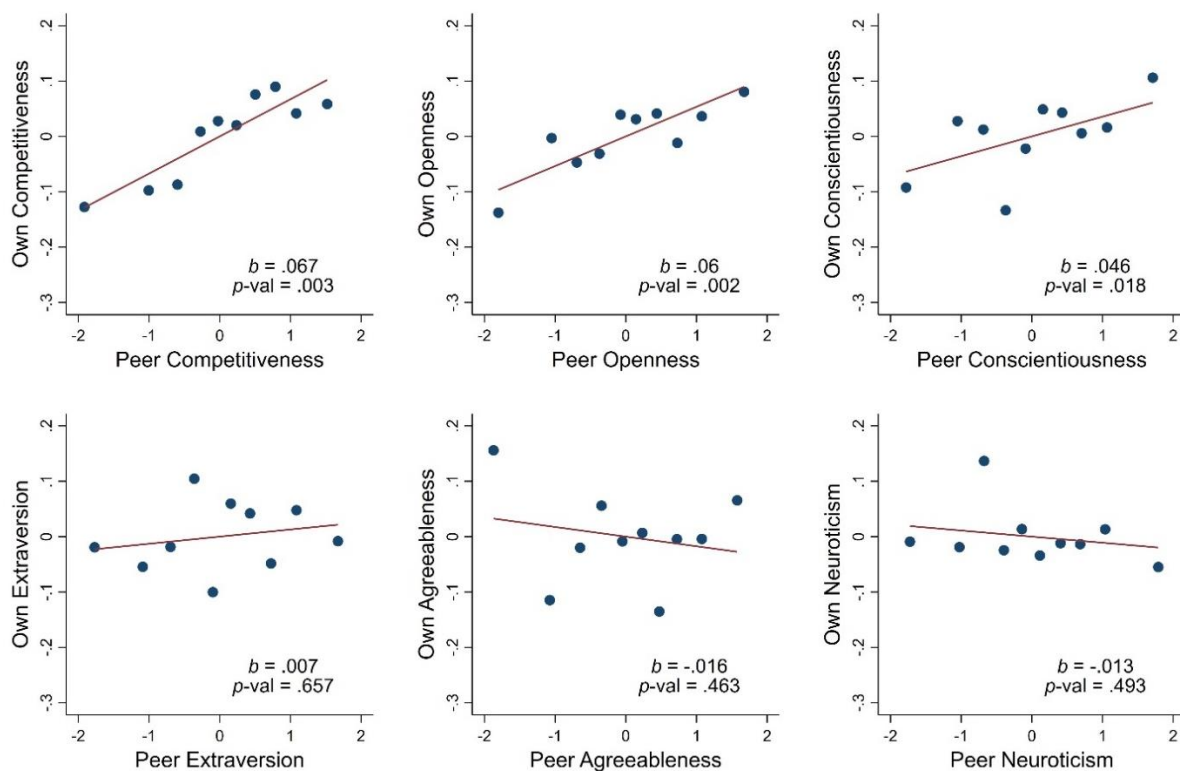 Own Competitiveness
.2
.1
0
-.1
-.2
-.3
b = .067
p-val = .003
-2 -1 0 1 2
Peer Competitiveness
Own Openness
.2
.1
0
-.1
-.2
-.3
b = .06
p-val = .002
-2 -1 0 1 2
Peer Openness
Own Conscientiousness
.2
.1
0
-.1
-.2
-.3
b = .046
p-val = .018
-2 -1 0 1 2
Peer Conscientiousness
Own Extraversion
.2
.1
0
-.1
-.2
-.3
b = .007
p-val = .657
-2 -1 0 1 2
Peer Extraversion
Own Agreeableness
.2
.1
0
-.1
-.2
-.3
b = -.016
p-val = .463
-2 -1 0 1 2
Peer Agreeableness
Own Neuroticism
.2
.1
0
-.1
-.2
-.3
b = -.013
p-val = .493
-2 -1 0 1 2
Peer Neuroticism